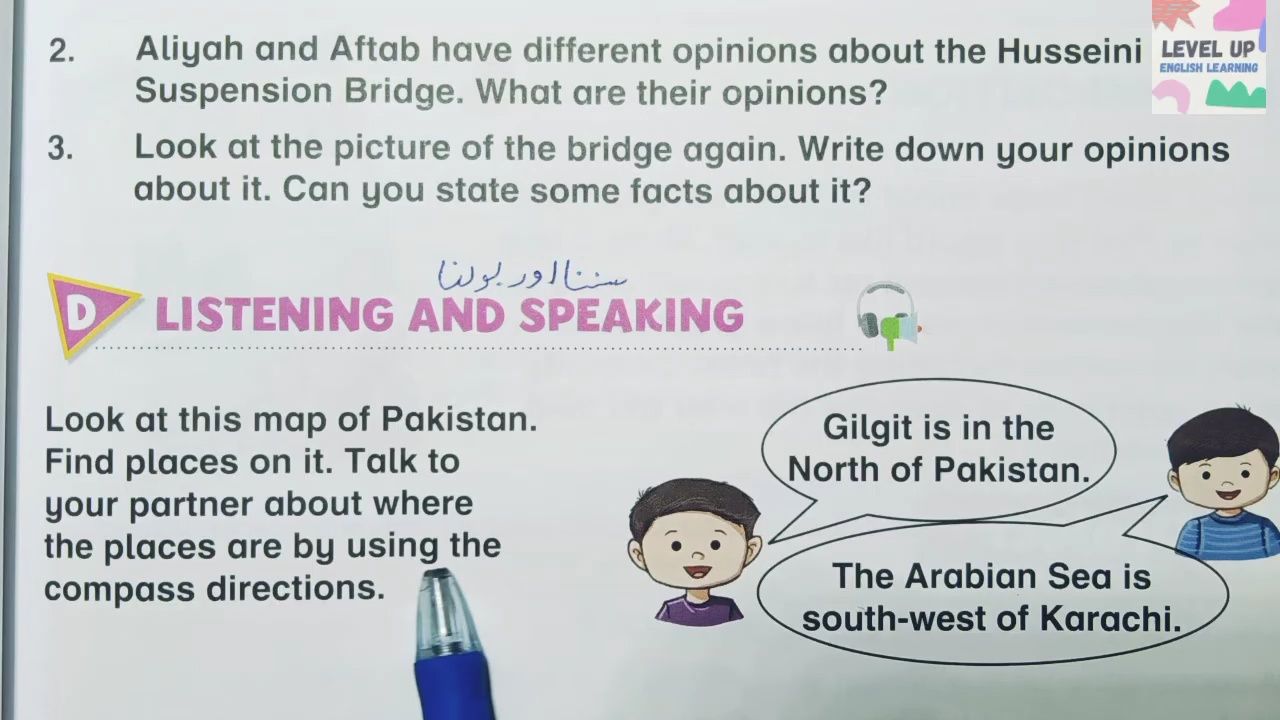 2. Aliyah and Aftab have different opinions about the Husseini
Suspension Bridge. What are their opinions?
3. Look at the picture of the bridge again. Write down your opinions
about it. Can you state some facts about it?
سننا اور بولنا
D LISTENING AND SPEAKING
Look at this map of Pakistan.
Find places on it. Talk to
your partner about where
the places are by using the
compass directions.
Gilgit is in the
North of Pakistan.
The Arabian Sea is
south-west of Karachi.
LEVEL UP
ENGLISH LEARNING